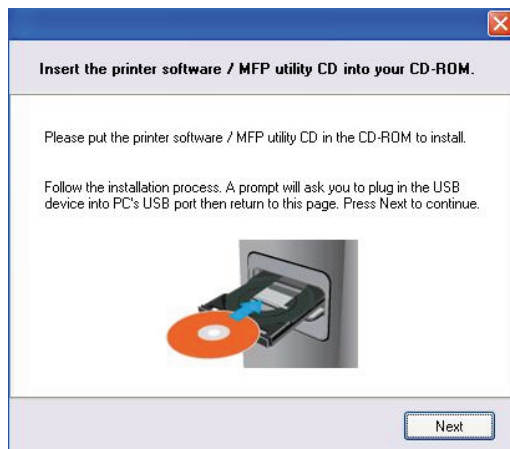 Insert the printer software / MFP utility CD into your CD-ROM.
Please put the printer software / MFP utility CD in the CD-ROM to install.
Follow the installation process. A prompt will ask you to plug in the USB
device into PC's USB port then return to this page. Press Next to continue.
Next